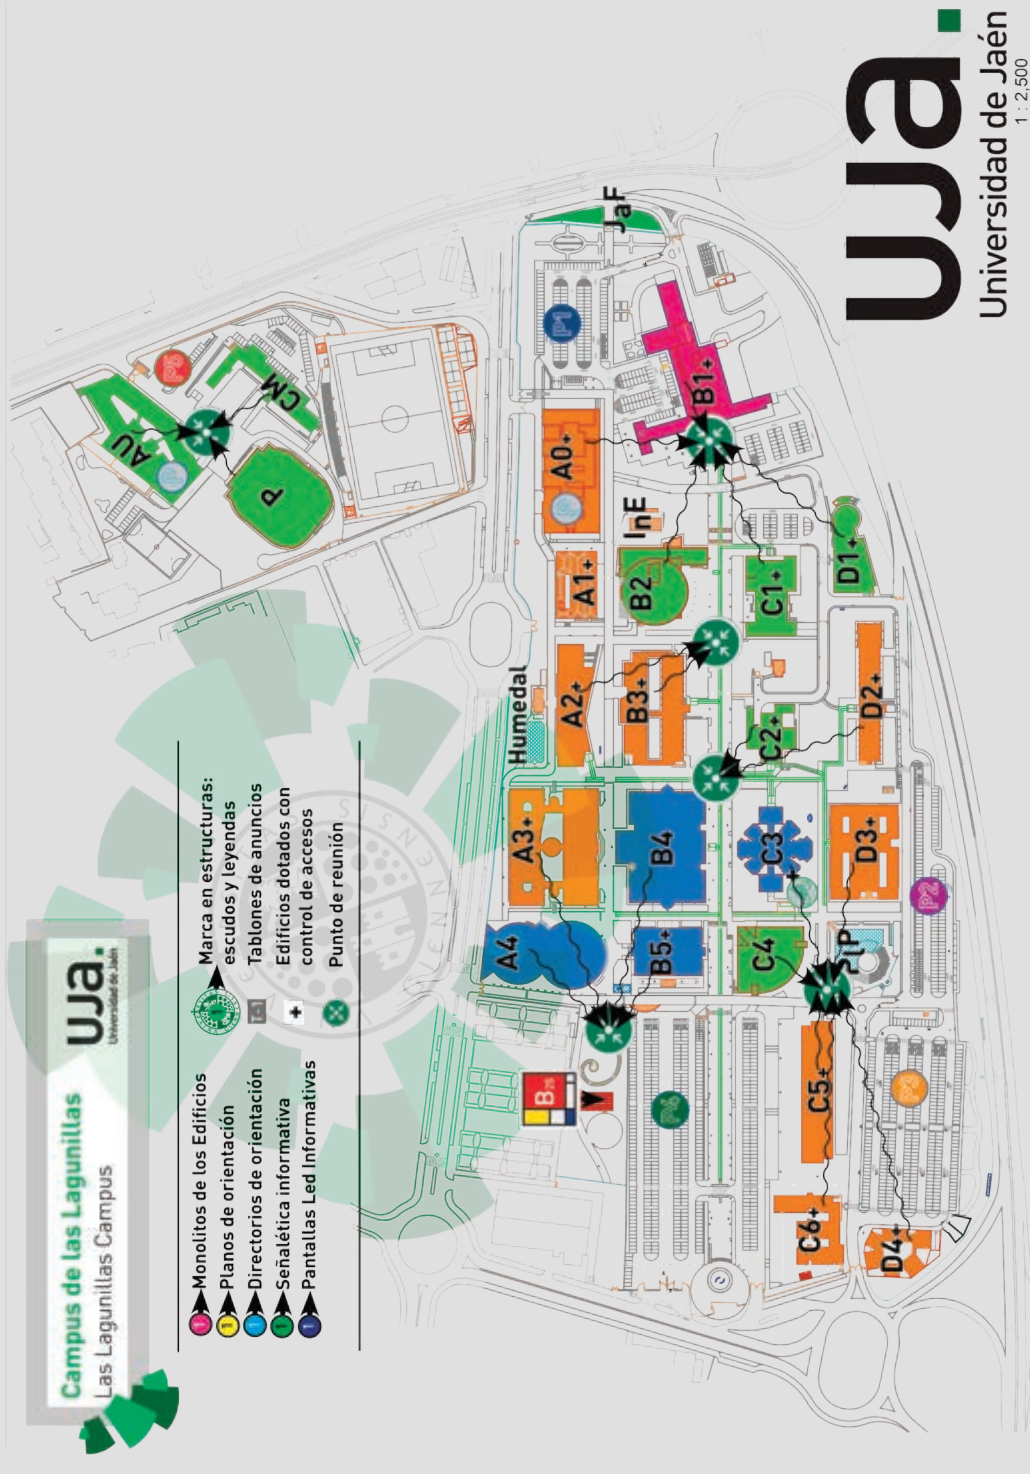 Campus de las Lagunillas
Las Lagunillas Campus
UJa.
Universidad de Jaén
Monolitos de los Edificios
Planos de orientación
Directorios de orientación
Señalética informativa
Pantallas Led Informativas
Marca en estructuras:
escudos y leyendas
Tablones de anuncios
Edificios dotados con
control de accesos
Punto de reunión
AU
CM
P
P5
Humedal
JaF
P1
A0+
A1+
A2+
A3+
A4
InE
B1+
B2
B3+
B4
B5+
B25
P6
C1+
C2+
C3
+
C4
C5+
C6+
SIP
D1+
D2+
D3+
D4+
P2
P3
UJa.
Universidad de Jaén
1 : 2,500